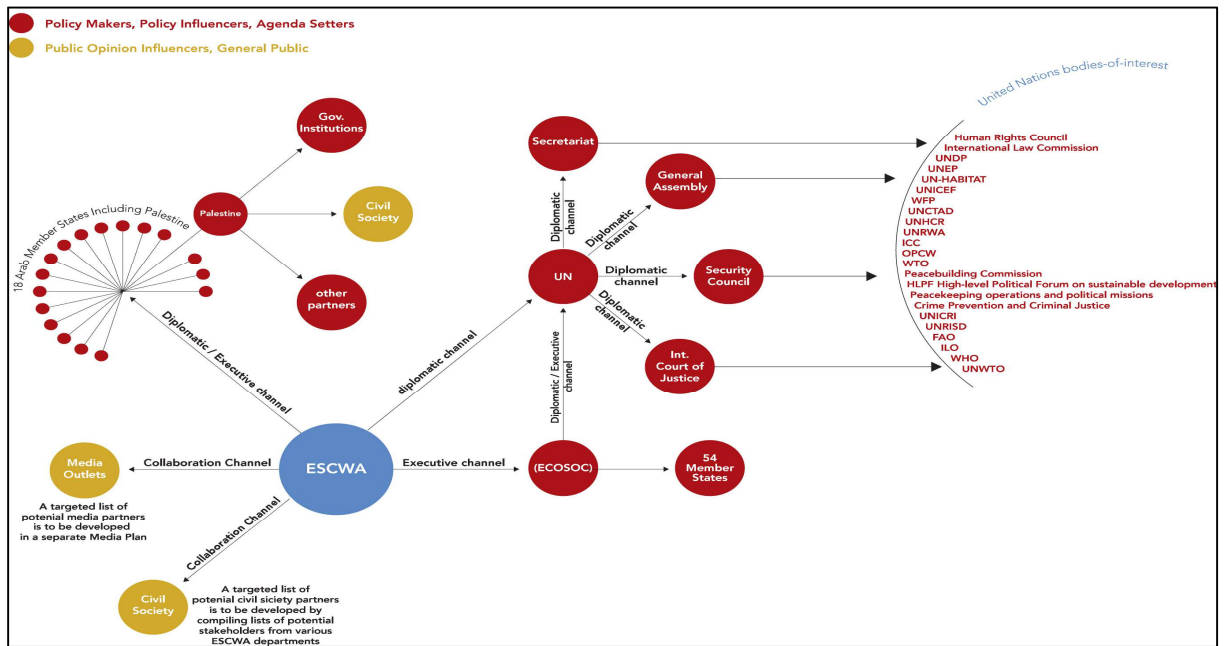 Policy Makers, Policy Influencers, Agenda Setters
Public Opinion Influencers, General Public
United Nations bodies-of-interest
Gov.
Institutions
Palestine
Civil
Society
other
partners
18 Arab Member States Including Palestine
Diplomatic / Executive channel
Secretariat
Diplomatic
channel
General
Assembly
Diplomatic
channel
UN
Diplomatic
channel
Security
Council
Diplomatic
channel
Int.
Court of
Justice
diplomatic channel
Diplomatic / Executive
channel
Human Rights Council
International Law Commission
UNDP
UNEP
UN-HABITAT
UNICEF
WFP
UNCTAD
UNHCR
UNRWA
ICC
OPCW
WTO
Peacebuilding Commission
HLPF High-level Political Forum on sustainable development
Peacekeeping operations and political missions
Crime Prevention and Criminal Justice
UNICRI
UNRISD
FAO
ILO
WHO
UNWTO
Media
Outlets
Collaboration Channel
ESCWA
Executive channel
(ECOSOC)
54
Member
States
A targeted list of
potenial media partners
is to be developed
in a separate Media Plan
Collaboration Channel
Civil
Society
A targeted list of
potenial civil siciety partners
is to be developed by
compiling lists of potential
stakeholders from various
ESCWA departments